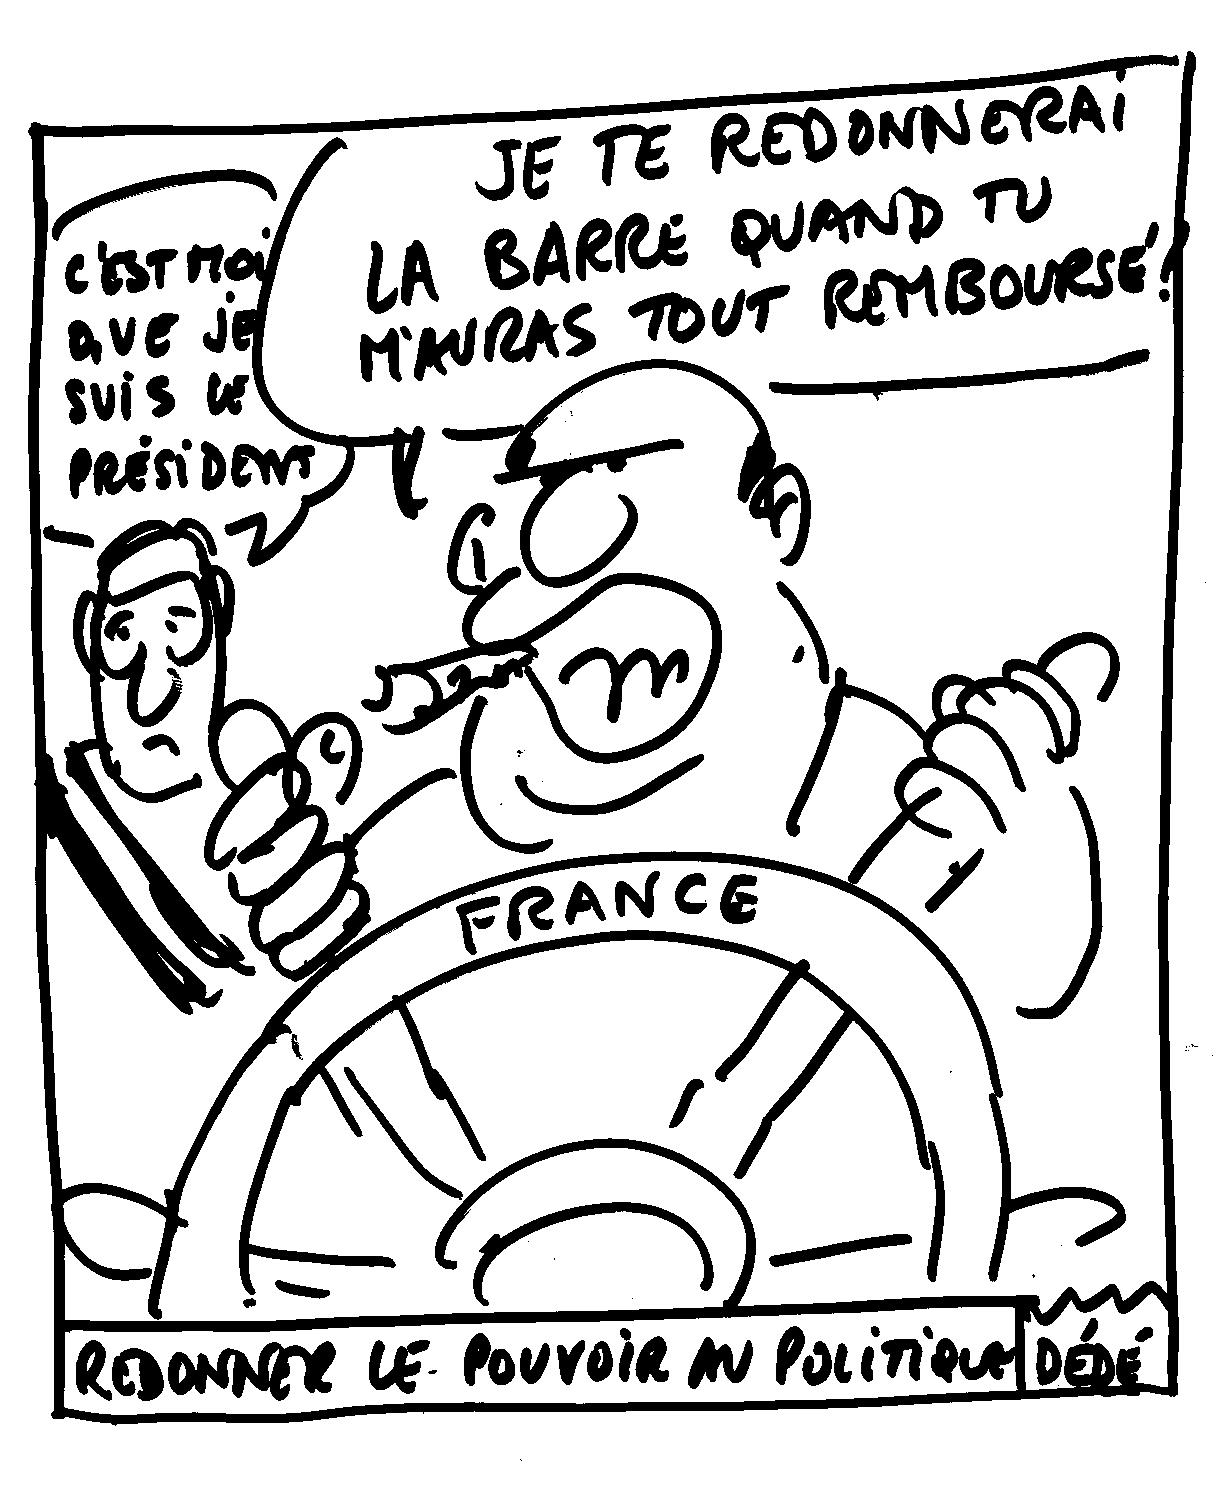 C'EST MOI
QUE JE
SUIS LE
PRÉSIDENT
JE TE REDONNERAI
LA BARRE QUAND TU
M'AURAS TOUT REMBOURSÉ!
FRANCE
REDONNER LE POUVOIR AU POLITIQUE
DÉDÉ